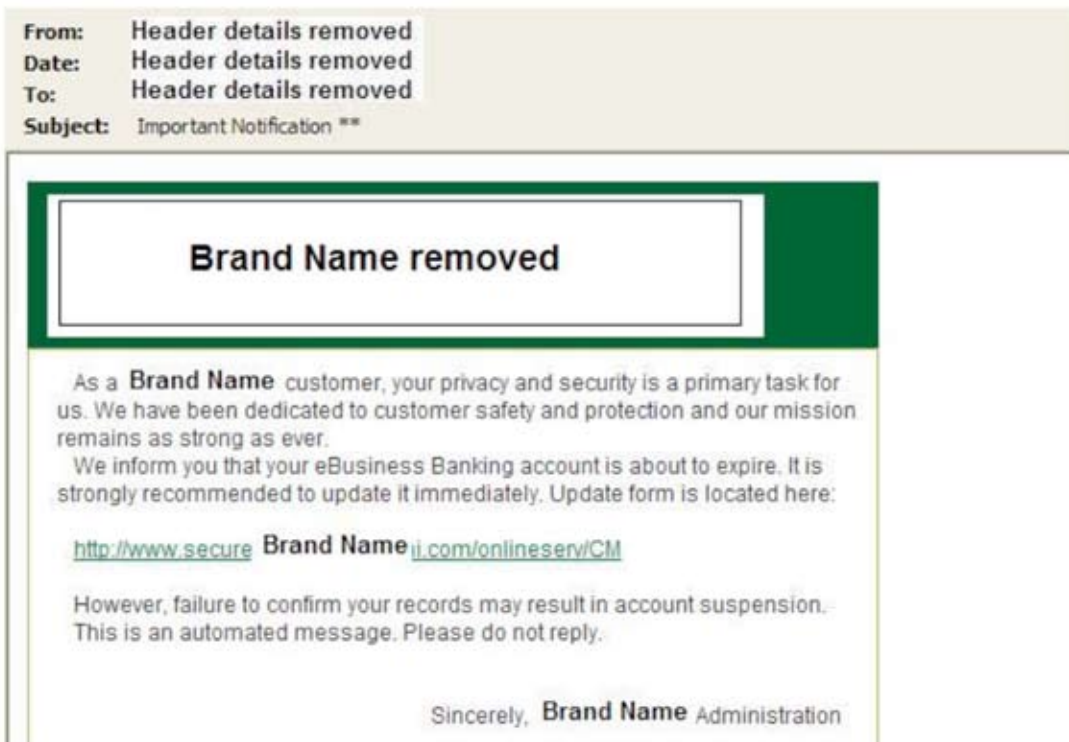 From: Header details removed
Date: Header details removed
To: Header details removed
Subject: Important Notification **
Brand Name removed
As a Brand Name customer, your privacy and security is a primary task for
us. We have been dedicated to customer safety and protection and our mission
remains as strong as ever.
We inform you that your eBusiness Banking account is about to expire. It is
strongly recommended to update it immediately. Update form is located here:
http://www.secure Brand Name .com/onlineserv/CM
However, failure to confirm your records may result in account suspension.
This is an automated message. Please do not reply.
Sincerely, Brand Name Administration